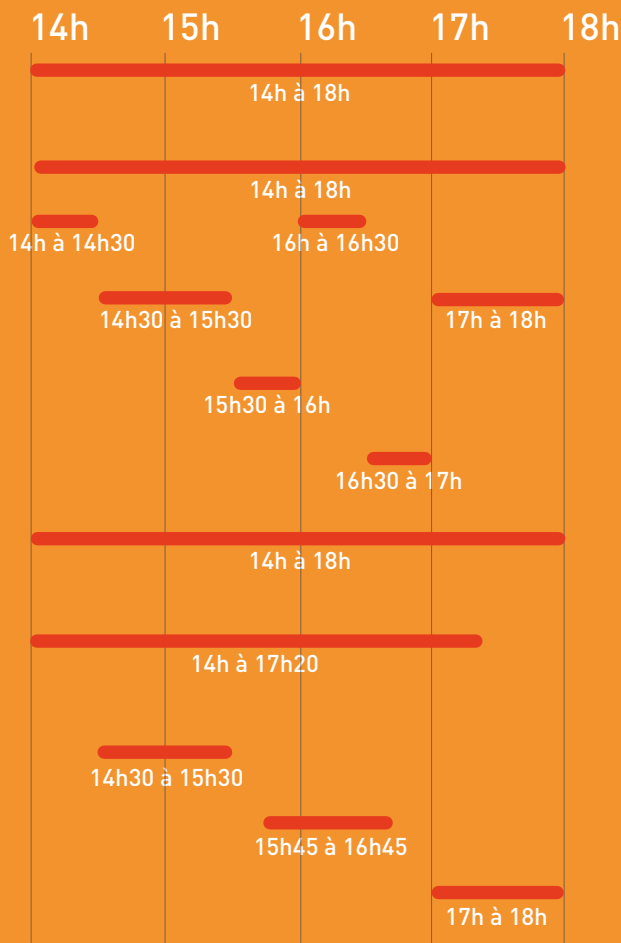 14h 15h 16h 17h 18h
14h à 18h
14h à 18h
14h à 14h30 16h à 16h30
14h30 à 15h30 17h à 18h
15h30 à 16h
16h30 à 17h
14h à 18h
14h à 17h20
14h30 à 15h30
15h45 à 16h45
17h à 18h